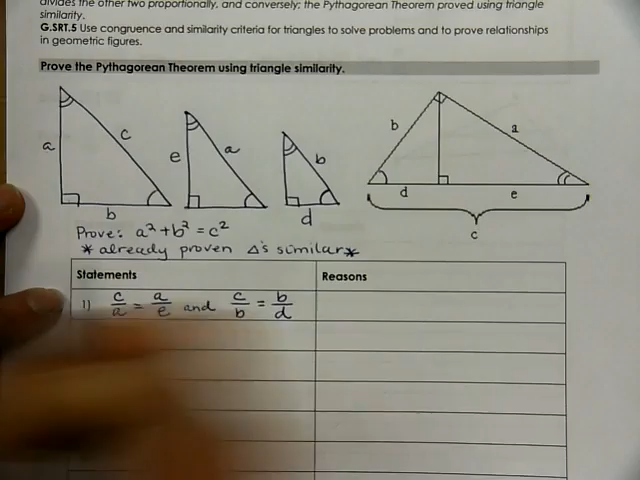 divides the other two proportionally, and conversely; the Pythagorean Theorem proved using triangle
similarity.
G.SRT.5 Use congruence and similarity criteria for triangles to solve problems and to prove relationships
in geometric figures.
Prove the Pythagorean Theorem using triangle similarity.
a c b
e a
b d
b a d e c
Prove: a² + b² = c²
* already proven Δ's similar *
Statements Reasons
1) c/a = a/e and c/b = b/d